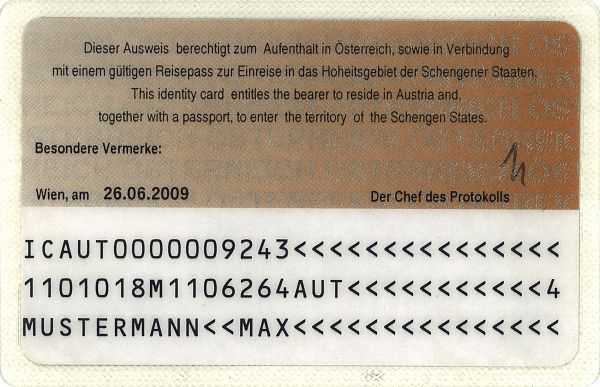 Dieser Ausweis berechtigt zum Aufenthalt in Österreich, sowie in Verbindung
mit einem gültigen Reisepass zur Einreise in das Hoheitsgebiet der Schengener Staaten.
This identity card entitles the bearer to reside in Austria and,
together with a passport, to enter the territory of the Schengen States.
Besondere Vermerke:
Wien, am 26.06.2009
Der Chef des Protokolls
ICAUT0000009243<<<<<<<<<<<<<<<
1101018M1106264AUT<<<<<<<<<<<4
MUSTERMANN<<MAX<<<<<<<<<<<<<<<